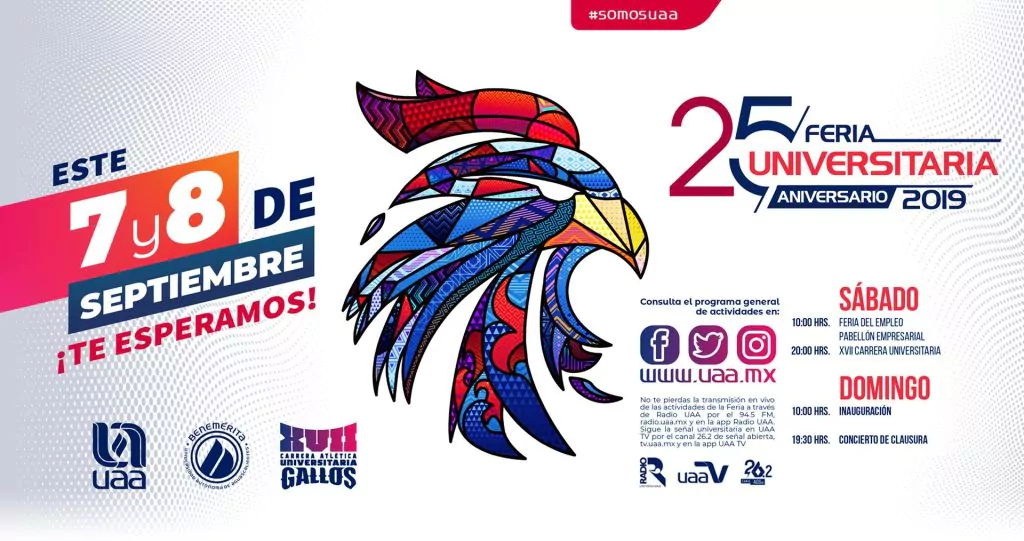 #somosuaa
ESTE
7y8 DE
SEPTIEMBRE
¡TE ESPERAMOS!
25 FERIA
UNIVERSITARIA
ANIVERSARIO 2019
Consulta el programa general
de actividades en:
www.uaa.mx
No te pierdas la transmisión en vivo
de las actividades de la Feria a través
de Radio UAA por el 94.5 FM,
radio.uaa.mx y en la app Radio UAA.
Sigue la señal universitaria en UAA
TV por el canal 26.2 de señal abierta,
tv.uaa.mx y en la app UAA TV
RADIO
uaaTV
26.2
SÁBADO
10:00 HRS. FERIA DEL EMPLEO
PABELLÓN EMPRESARIAL
20:00 HRS. XVII CARRERA UNIVERSITARIA
DOMINGO
10:00 HRS. INAUGURACIÓN
19:30 HRS. CONCIERTO DE CLAUSURA
uaa
BENEMÉRITA
UNIVERSIDAD AUTÓNOMA DE AGUASCALIENTES
XVII
CARRERA ATLÉTICA
UNIVERSITARIA
GALLOS